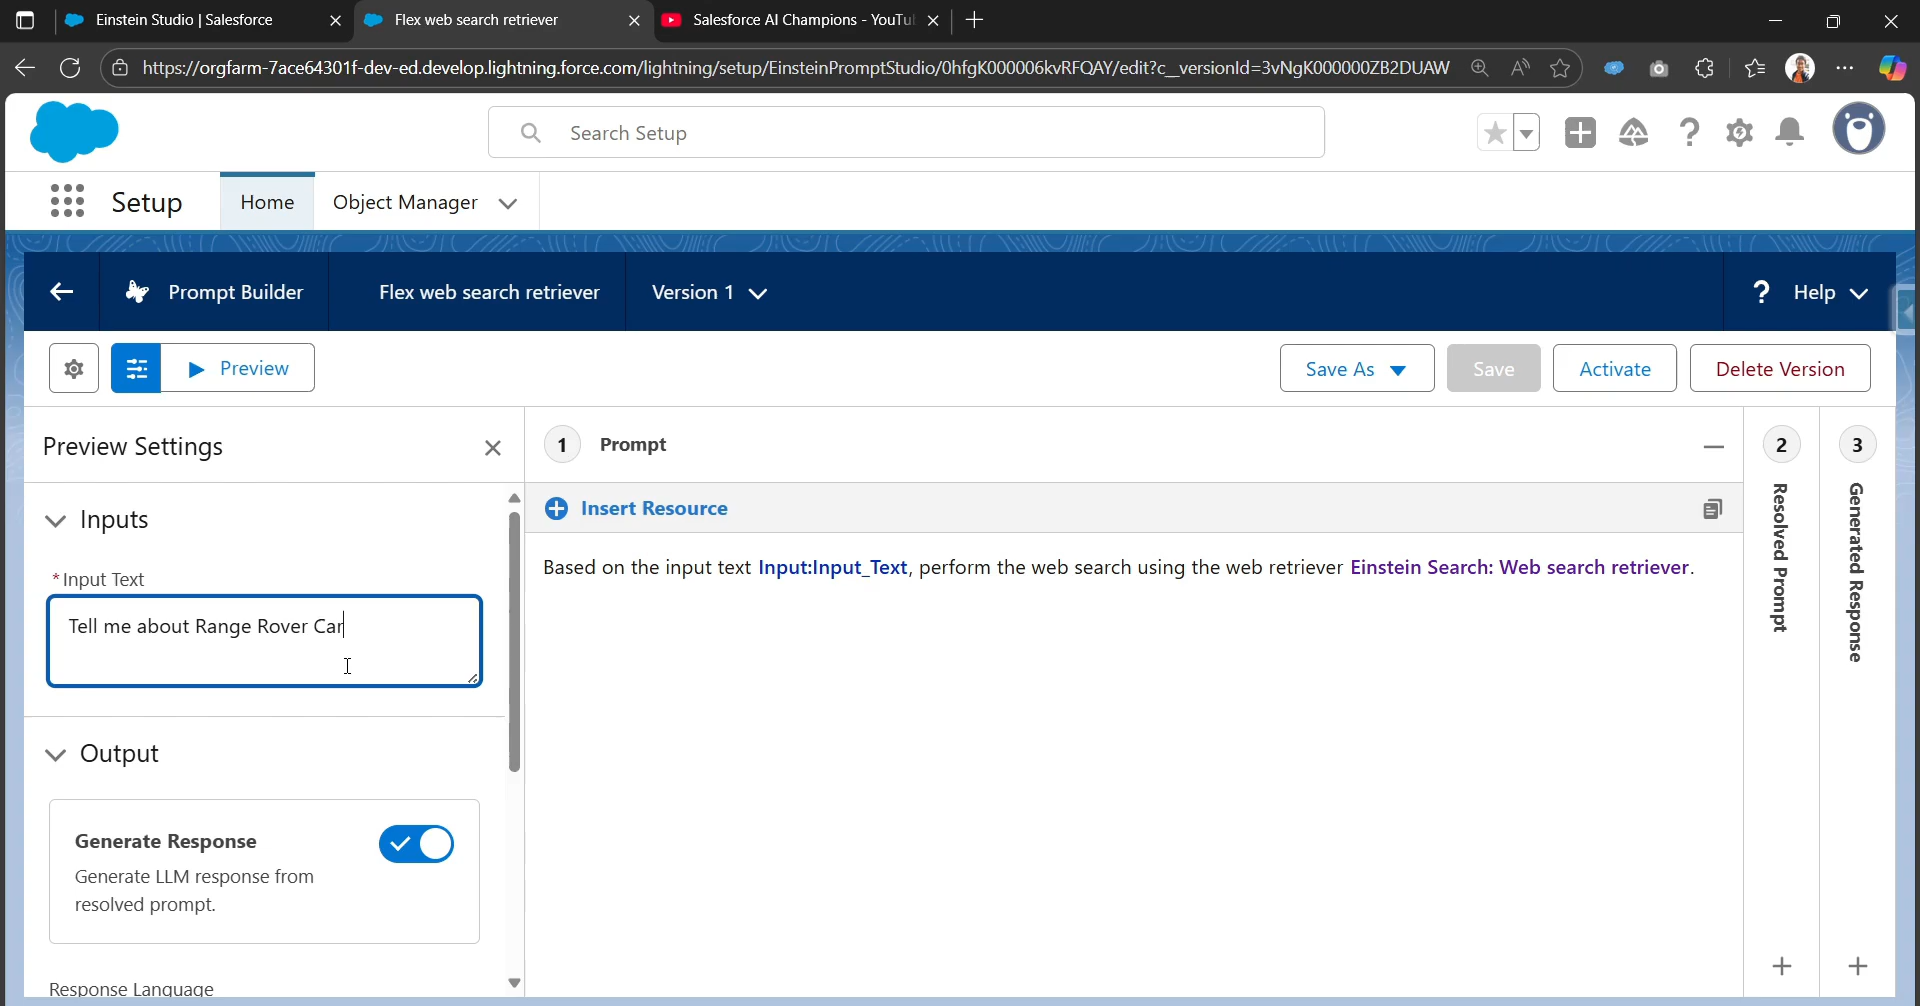 Einstein Studio | Salesforce
Flex web search retriever
Salesforce AI Champions - YouTu
https://orgfarm-7ace64301f-dev-ed.develop.lightning.force.com/lightning/setup/EinsteinPromptStudio/0hfgK000006kvRFQAY/edit?c__versionId=3vNgK000000ZB2DUAW
Search Setup
Setup
Home
Object Manager
Prompt Builder
Flex web search retriever
Version 1
? Help
Preview
Save As
Save
Activate
Delete Version
Preview Settings
1 Prompt
2
3
Inputs
Insert Resource
Resolved Prompt
Generated Response
* Input Text
Based on the input text Input:Input_Text, perform the web search using the web retriever Einstein Search: Web search retriever.
Tell me about Range Rover Car
Output
Generate Response
Generate LLM response from
resolved prompt.
Response Language